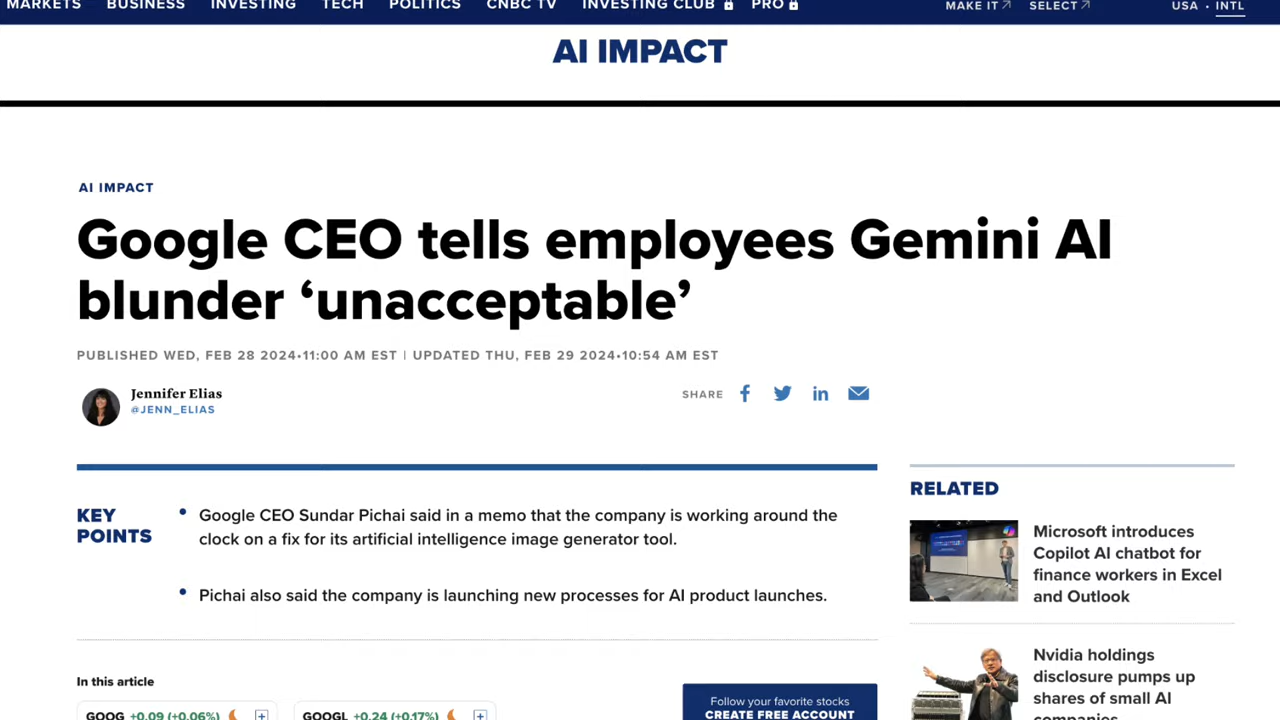 MARKETS BUSINESS INVESTING TECH POLITICS CNBC TV INVESTING CLUB PRO MAKE IT SELECT USA • INTL
AI IMPACT
AI IMPACT
Google CEO tells employees Gemini AI
blunder ‘unacceptable’
PUBLISHED WED, FEB 28 2024•11:00 AM EST | UPDATED THU, FEB 29 2024•10:54 AM EST
Jennifer Elias
@JENN_ELIAS
SHARE
KEY
POINTS
• Google CEO Sundar Pichai said in a memo that the company is working around the
clock on a fix for its artificial intelligence image generator tool.
• Pichai also said the company is launching new processes for AI product launches.
In this article
GOOG +0.09 (+0.06%)
GOOGL +0.24 (+0.17%)
Follow your favorite stocks
CREATE FREE ACCOUNT
RELATED
Microsoft introduces
Copilot AI chatbot for
finance workers in Excel
and Outlook
Nvidia holdings
disclosure pumps up
shares of small AI
companies